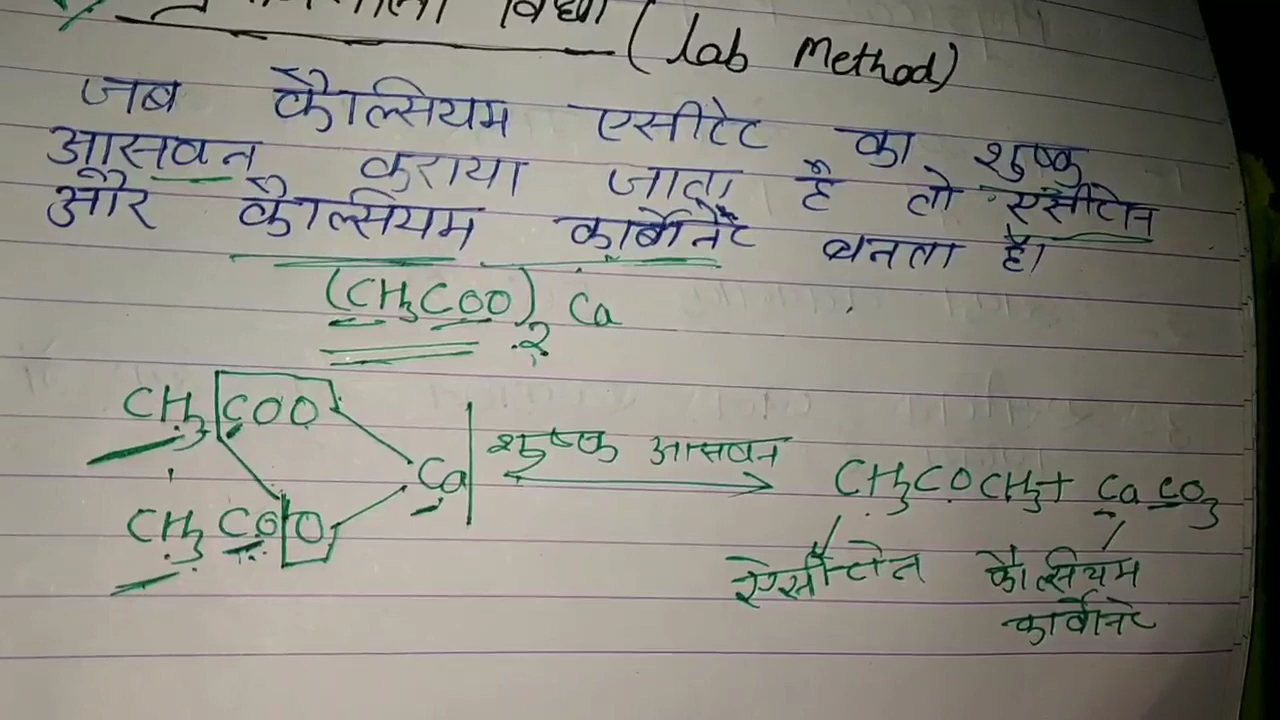 विधि (lab Method)
जब कैल्सियम एसीटेट का शुष्क
आसवन कराया जाता है तो एसीटोन
और कैल्सियम कार्बोनेट बनता है।
(CH3COO)2 Ca
CH3COO
Ca शुष्क आसवन CH3COCH3 + CaCO3
CH3COO
ऐसीटोन कैल्सियम
कार्बोनेट